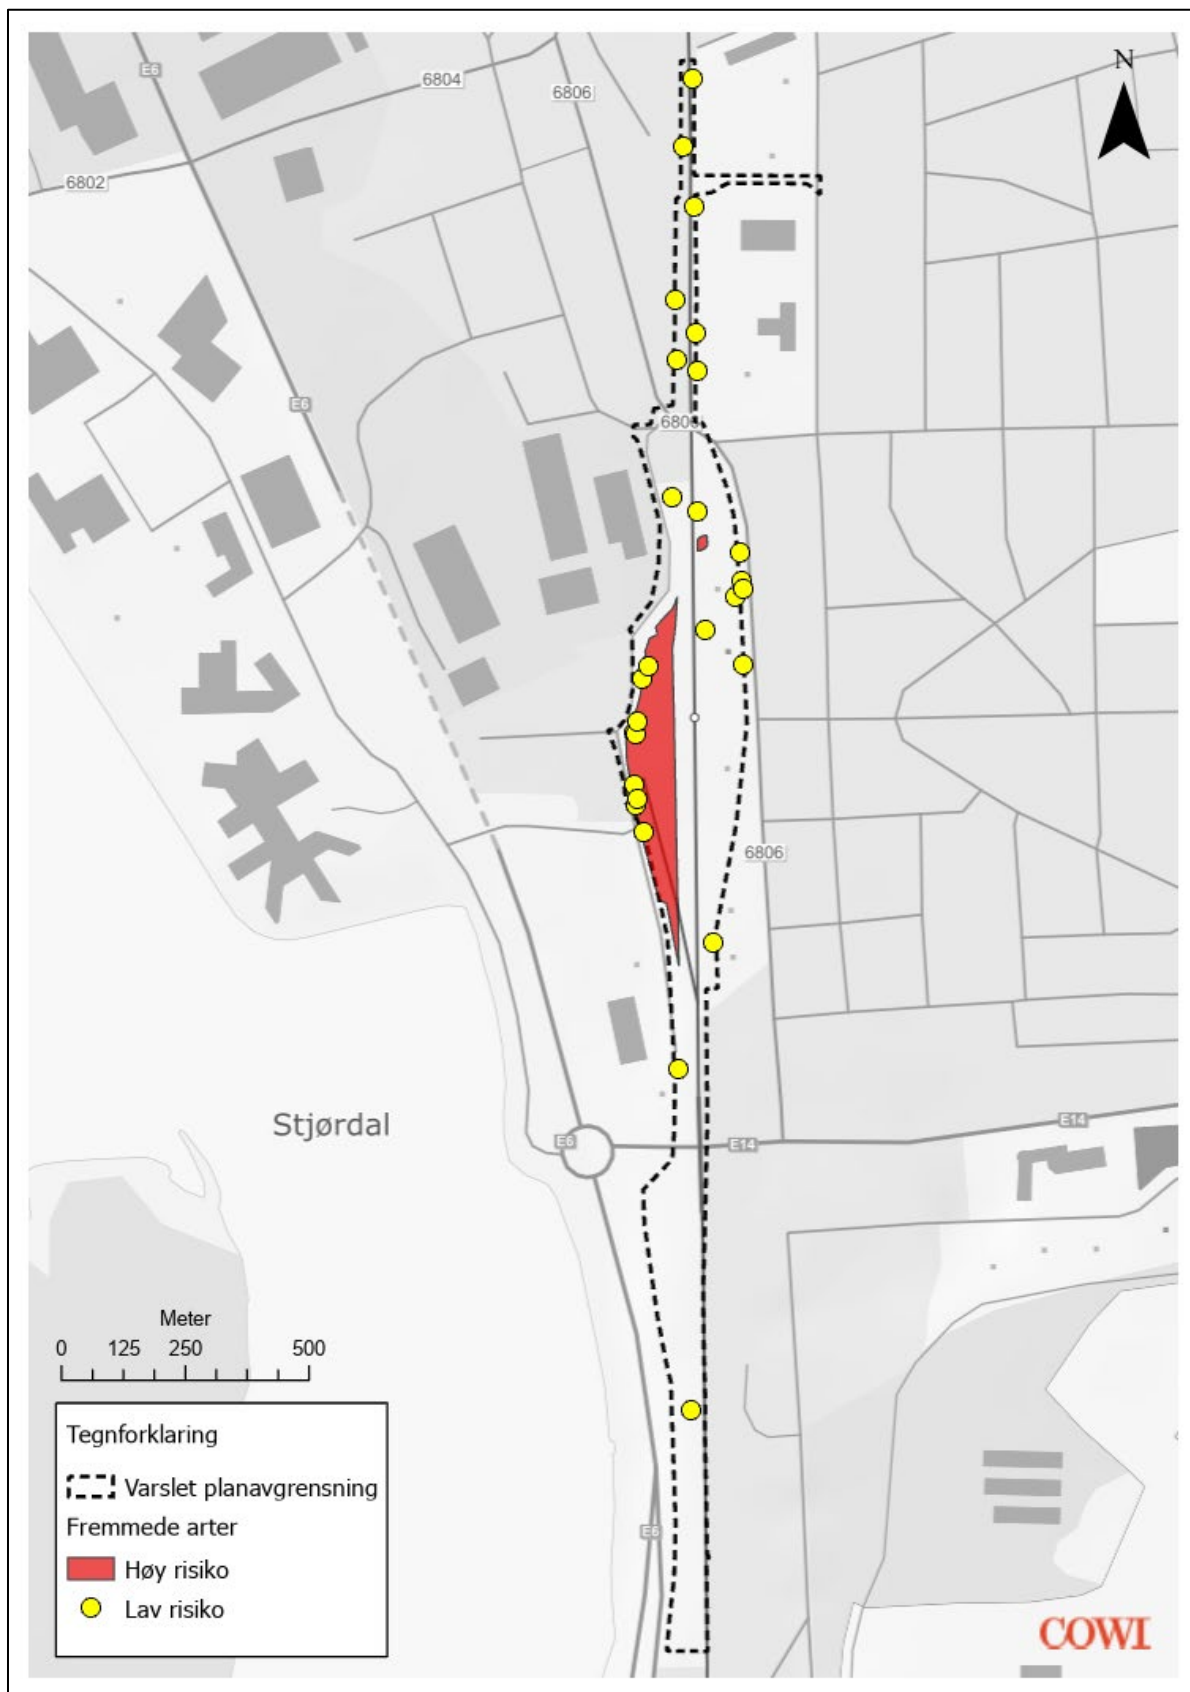 N
E6
6804
6806
6802
E6
6806
6806
Stjørdal
E6
E14
E14
Meter
0 125 250 500
Tegnforklaring
Varslet planavgrensning
Fremmede arter
Høy risiko
Lav risiko
E6
COWI